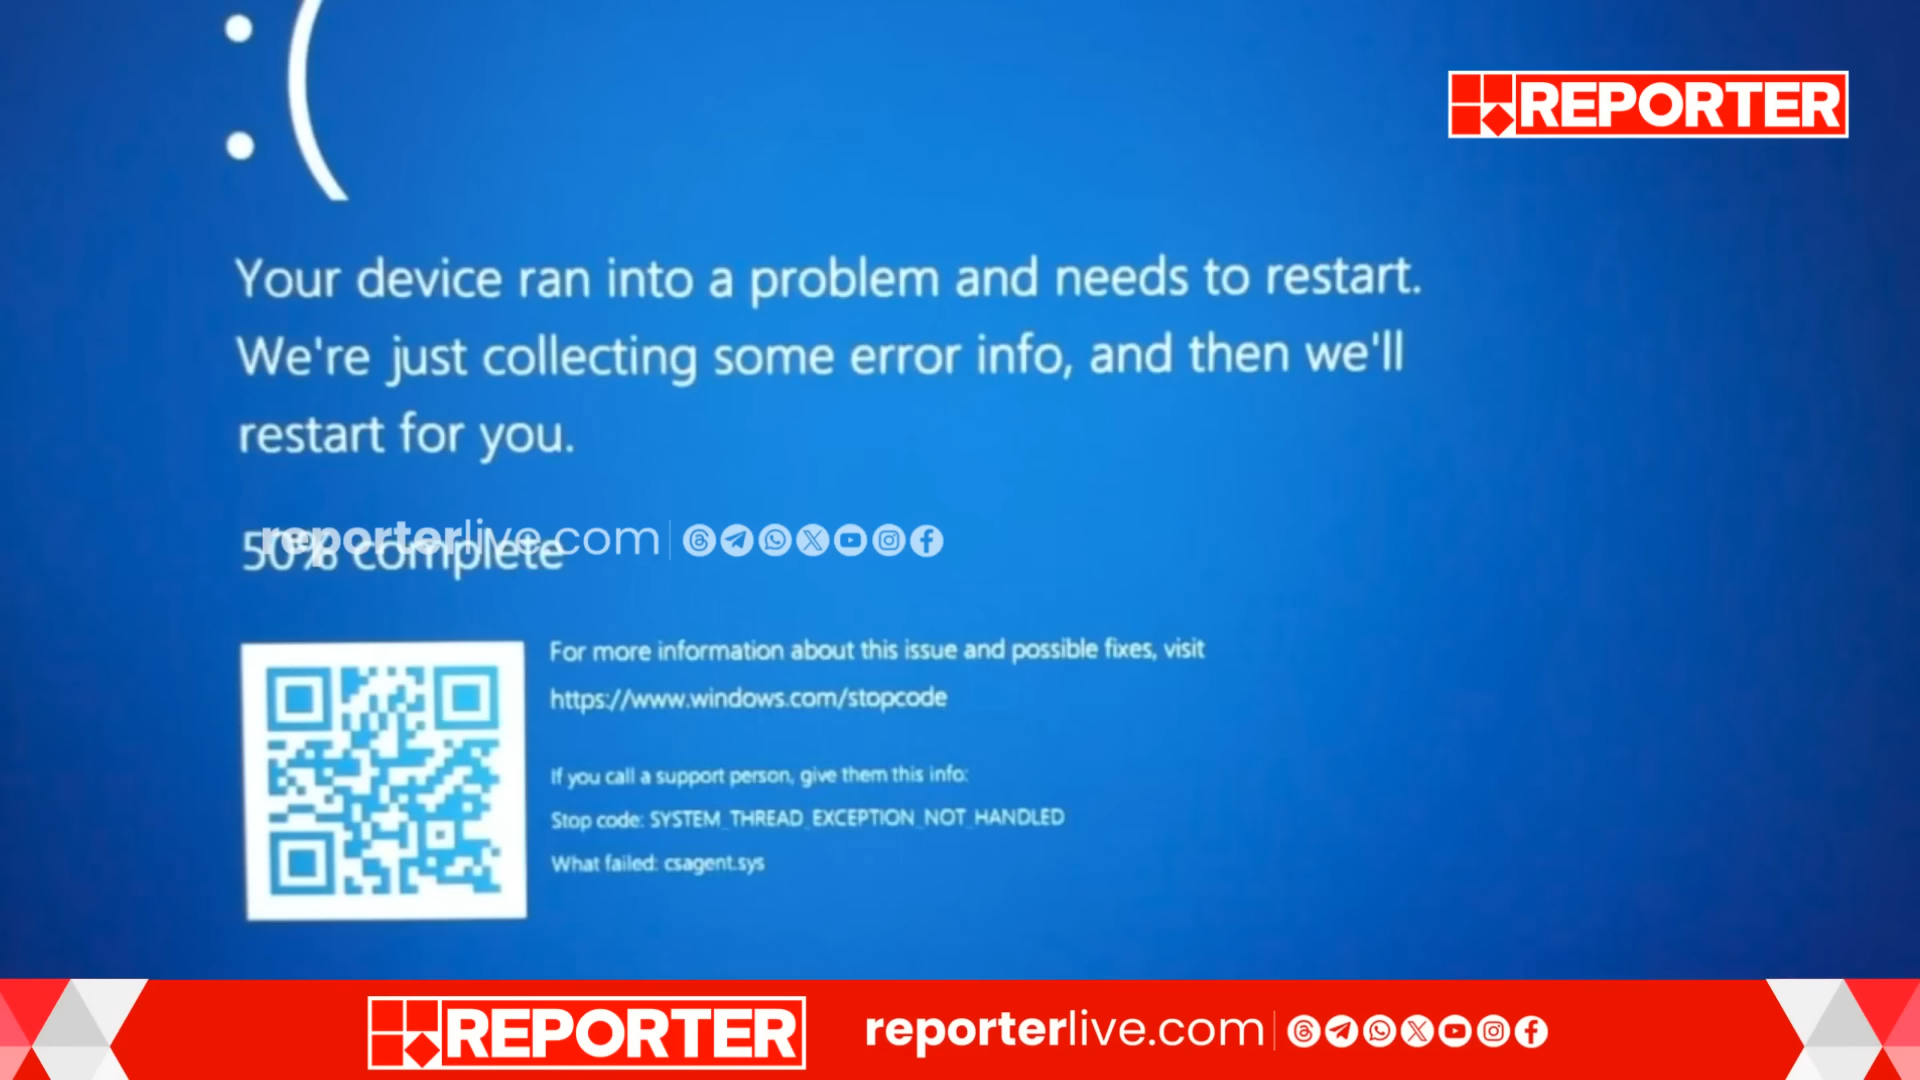 :(
REPORTER
Your device ran into a problem and needs to restart.
We're just collecting some error info, and then we'll
restart for you.
50% complete
reporterlive.com
For more information about this issue and possible fixes, visit
https://www.windows.com/stopcode
If you call a support person, give them this info:
Stop code: SYSTEM_THREAD_EXCEPTION_NOT_HANDLED
What failed: csagent.sys
REPORTER
reporterlive.com